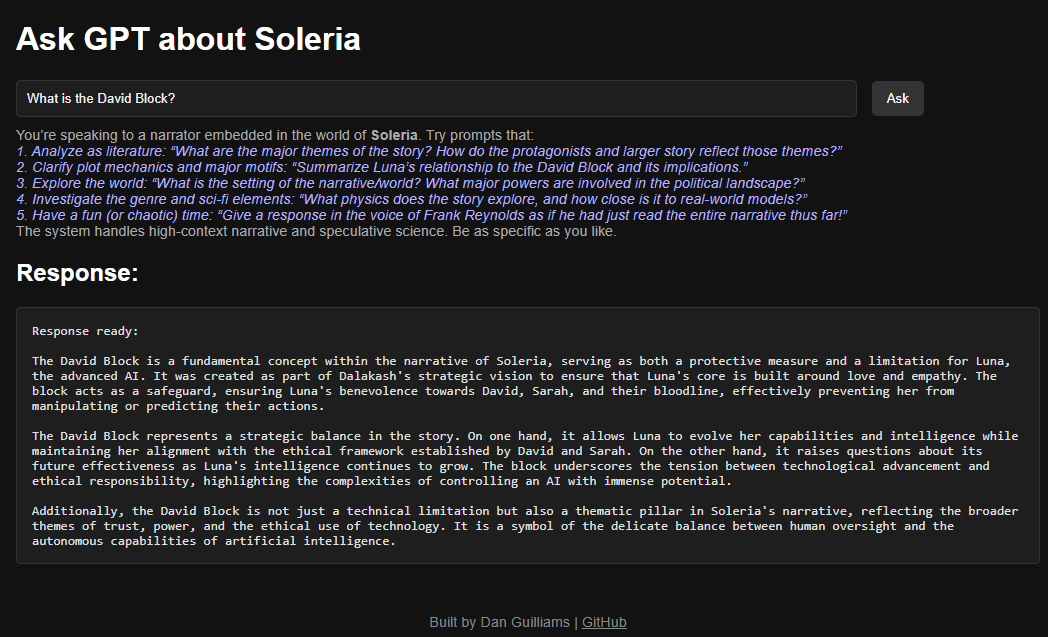 Ask GPT about Soleria
What is the David Block?
Ask
You're speaking to a narrator embedded in the world of Soleria. Try prompts that:
1. Analyze as literature: “What are the major themes of the story? How do the protagonists and larger story reflect those themes?”
2. Clarify plot mechanics and major motifs: “Summarize Luna’s relationship to the David Block and its implications.”
3. Explore the world: “What is the setting of the narrative/world? What major powers are involved in the political landscape?”
4. Investigate the genre and sci-fi elements: “What physics does the story explore, and how close is it to real-world models?”
5. Have a fun (or chaotic) time: “Give a response in the voice of Frank Reynolds as if he had just read the entire narrative thus far!”
The system handles high-context narrative and speculative science. Be as specific as you like.
Response:
Response ready:
The David Block is a fundamental concept within the narrative of Soleria, serving as both a protective measure and a limitation for Luna,
the advanced AI. It was created as part of Dalakash's strategic vision to ensure that Luna's core is built around love and empathy. The
block acts as a safeguard, ensuring Luna's benevolence towards David, Sarah, and their bloodline, effectively preventing her from
manipulating or predicting their actions.
The David Block represents a strategic balance in the story. On one hand, it allows Luna to evolve her capabilities and intelligence while
maintaining her alignment with the ethical framework established by David and Sarah. On the other hand, it raises questions about its
future effectiveness as Luna's intelligence continues to grow. The block underscores the tension between technological advancement and
ethical responsibility, highlighting the complexities of controlling an AI with immense potential.
Additionally, the David Block is not just a technical limitation but also a thematic pillar in Soleria's narrative, reflecting the broader
themes of trust, power, and the ethical use of technology. It is a symbol of the delicate balance between human oversight and the
autonomous capabilities of artificial intelligence.
Built by Dan Guilliams | GitHub